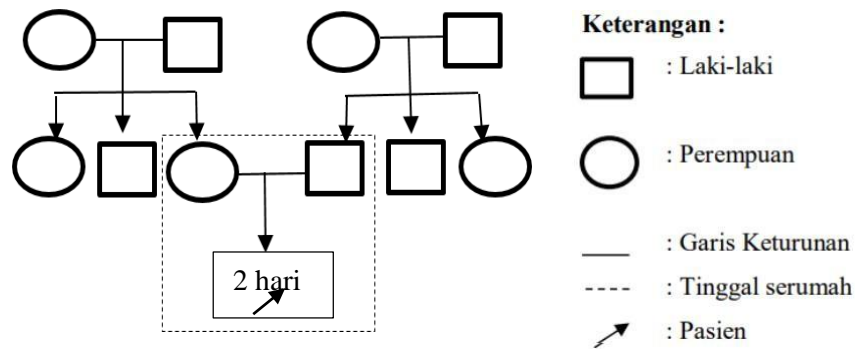 Keterangan :
: Laki-laki
: Perempuan
2 hari
: Garis Keturunan
: Tinggal serumah
: Pasien